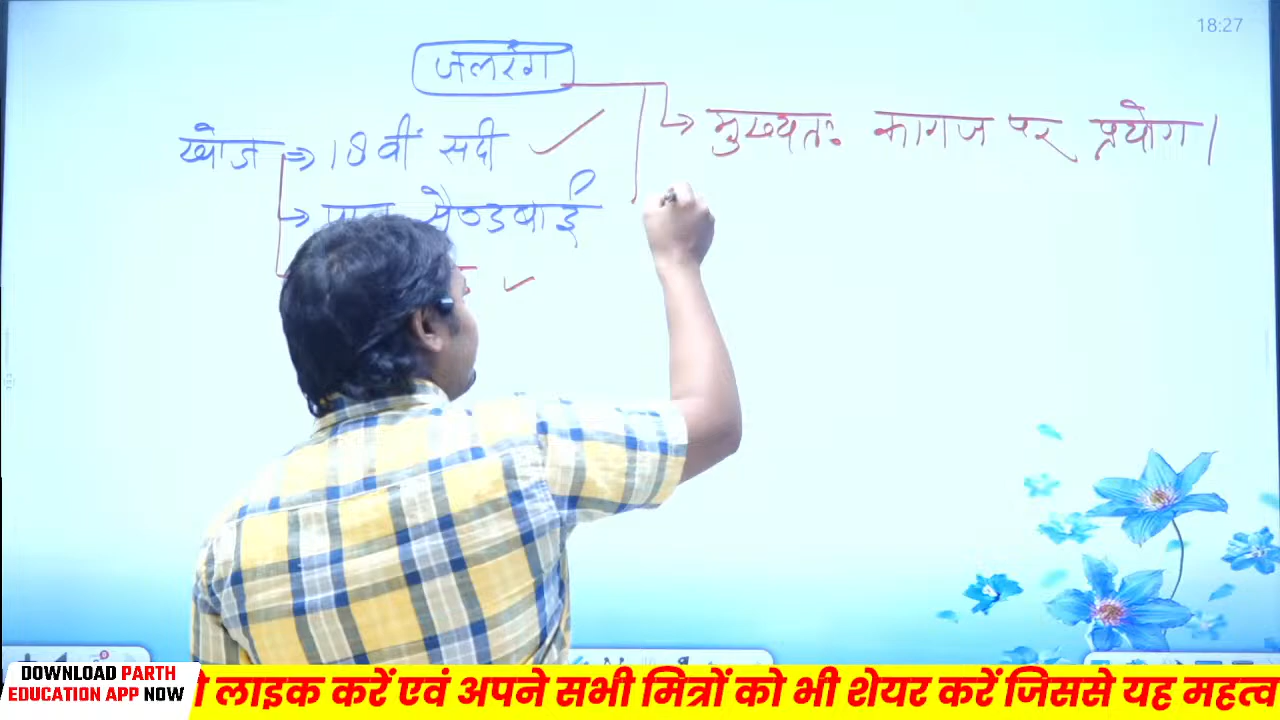 18:27
जलरंग
मुख्यतः कागज पर प्रयोग।
खोज ⇒ 18वीं सदी
सैण्डबाई
DOWNLOAD PARTH
EDUCATION APP NOW
लाइक करें एवं अपने सभी मित्रों को भी शेयर करें जिससे यह महत्व